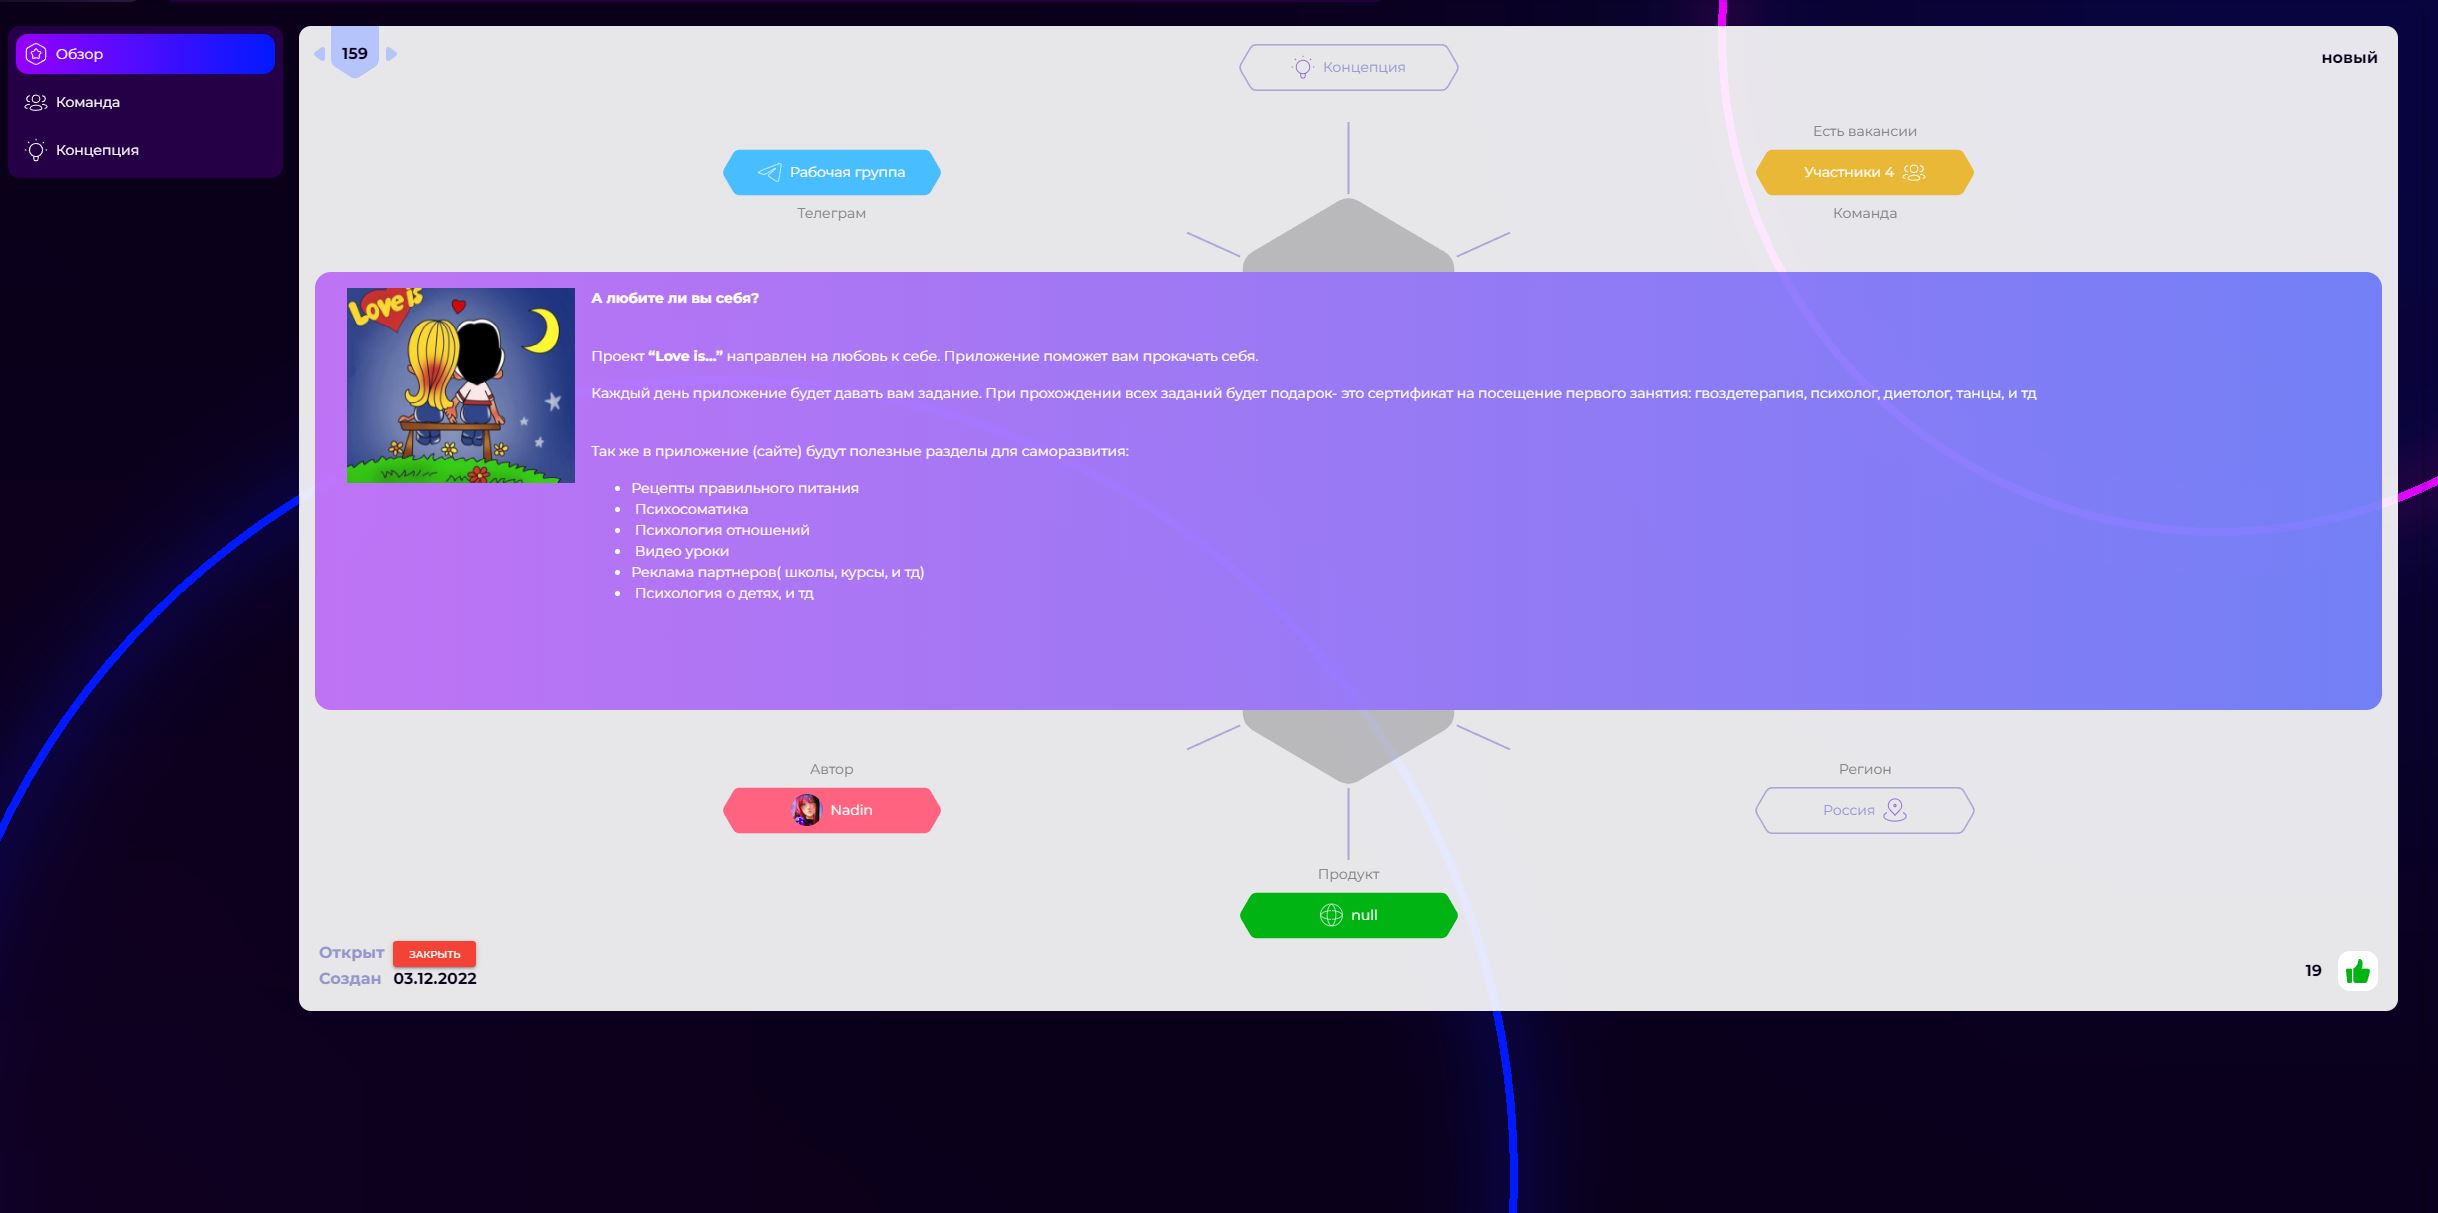 Обзор
Команда
Концепция
159
Концепция
новый
Есть вакансии
Рабочая группа
Участники 4
Телеграм
Команда
Love is
А любите ли вы себя?
Проект “Love is...” направлен на любовь к себе. Приложение поможет вам прокачать себя.
Каждый день приложение будет давать вам задание. При прохождении всех заданий будет подарок- это сертификат на посещение первого занятия: гвоздетерапия, психолог, диетолог, танцы, и тд
Так же в приложение (сайте) будут полезные разделы для саморазвития:
Рецепты правильного питания
Психосоматика
Психология отношений
Видео уроки
Реклама партнеров( школы, курсы, и тд)
Психология о детях, и тд
Автор
Регион
Nadin
Россия
Продукт
null
Открыт ЗАКРЫТЬ
Создан 03.12.2022
19